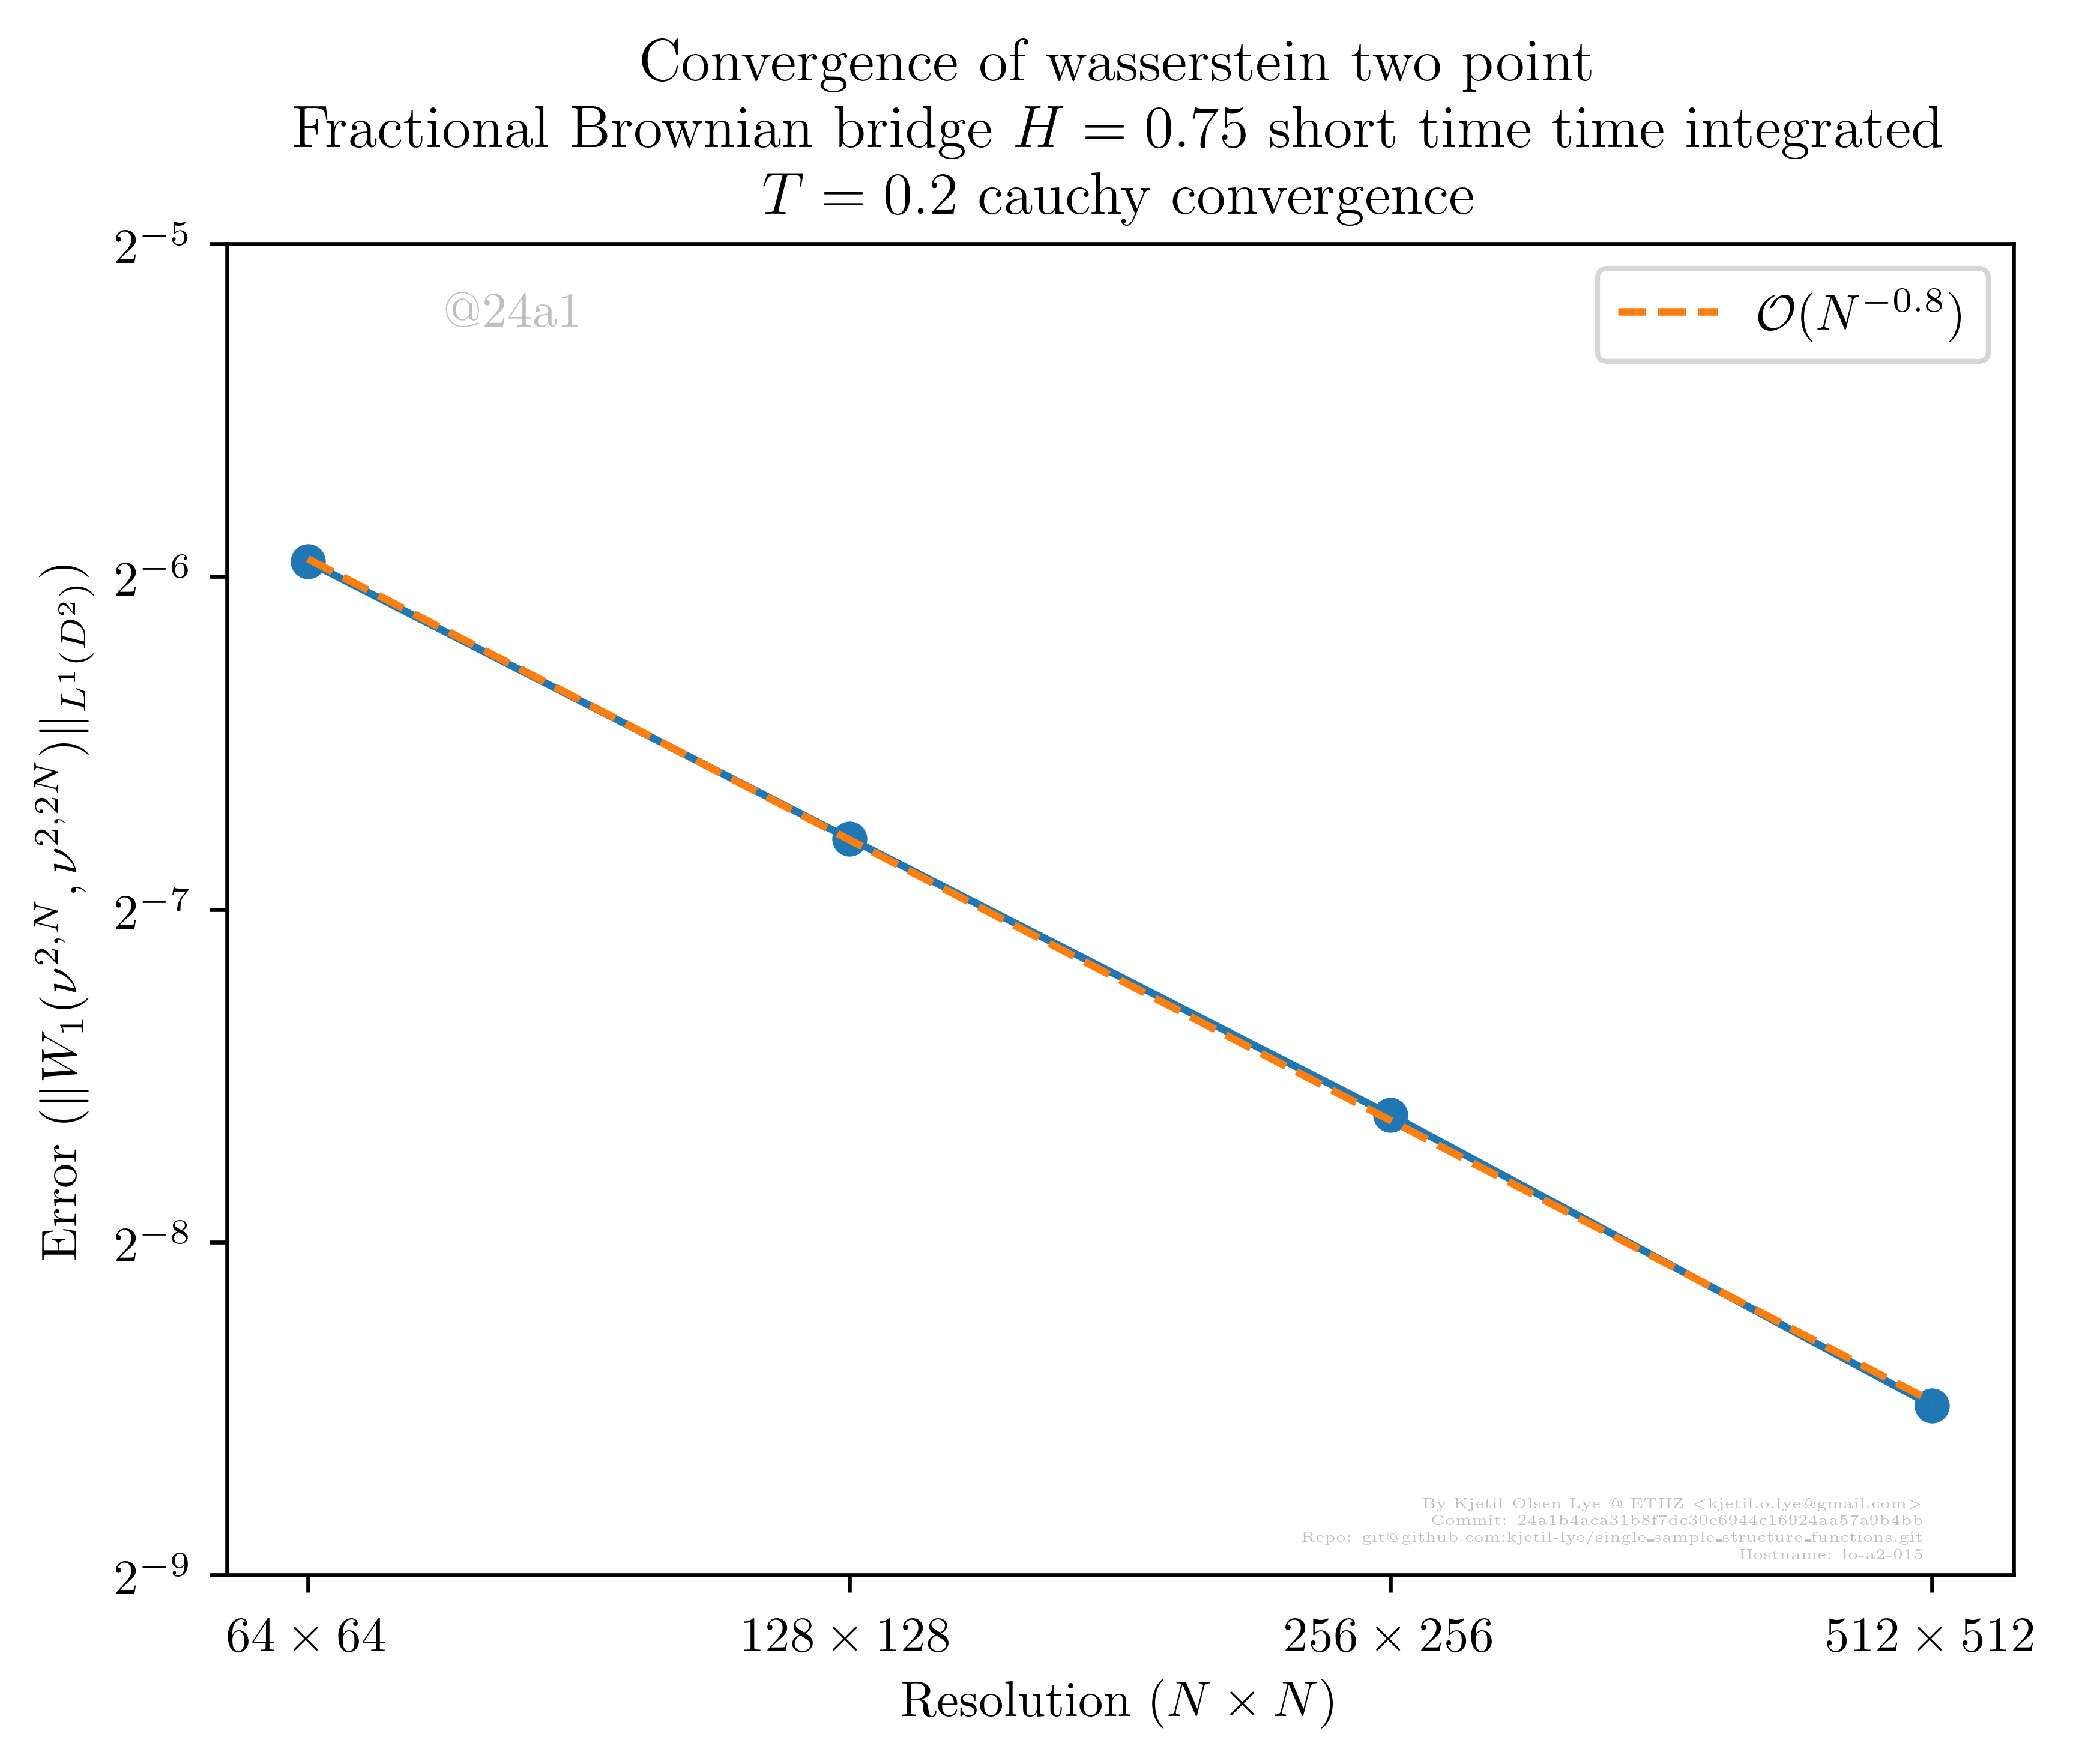 Convergence of wasserstein two point
Fractional Brownian bridge H = 0.75 short time time integrated
T = 0.2 cauchy convergence
2⁻⁵
@24a1
𝒪(N⁻⁰·⁸)
2⁻⁶
2⁻⁷
2⁻⁸
2⁻⁹
Error (||W₁(ν^{2,N}, ν^{2,2N})||_{L¹(D²)})
By Kjetil Olsen Lye @ ETHZ <kjetil.o.lye@gmail.com>
Commit: 24a1b4aca31b8f7dc30e6944c16924aa57a9b4bb
Repo: git@github.com:kjetil-lye/single_sample_structure_functions.git
Hostname: lo-a2-015
64 × 64
128 × 128
256 × 256
512 × 512
Resolution (N × N)